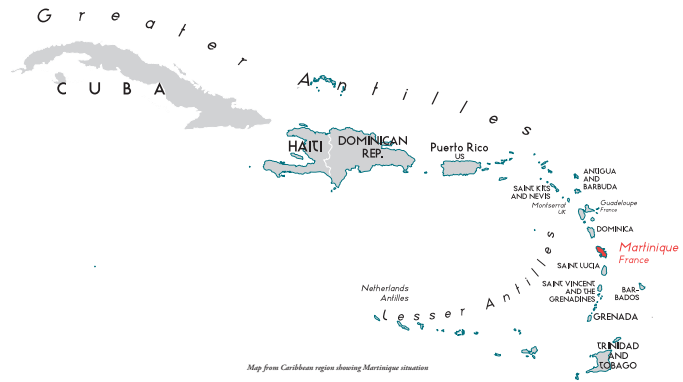 Greater
Antilles
CUBA
HAITI
DOMINICAN
REP.
Puerto Rico
US
ANTIGUA
AND
BARBUDA
SAINT KITS
AND NEVIS
Montserrat
UK
Guadeloupe
France
DOMINICA
Martinique
France
SAINT LUCIA
SAINT VINCENT
AND THE
GRENADINES
BAR-
BADOS
Netherlands
Antilles
Lesser Antilles
GRENADA
TRINIDAD
AND
TOBAGO
Map from Caribbean region showing Martinique situation